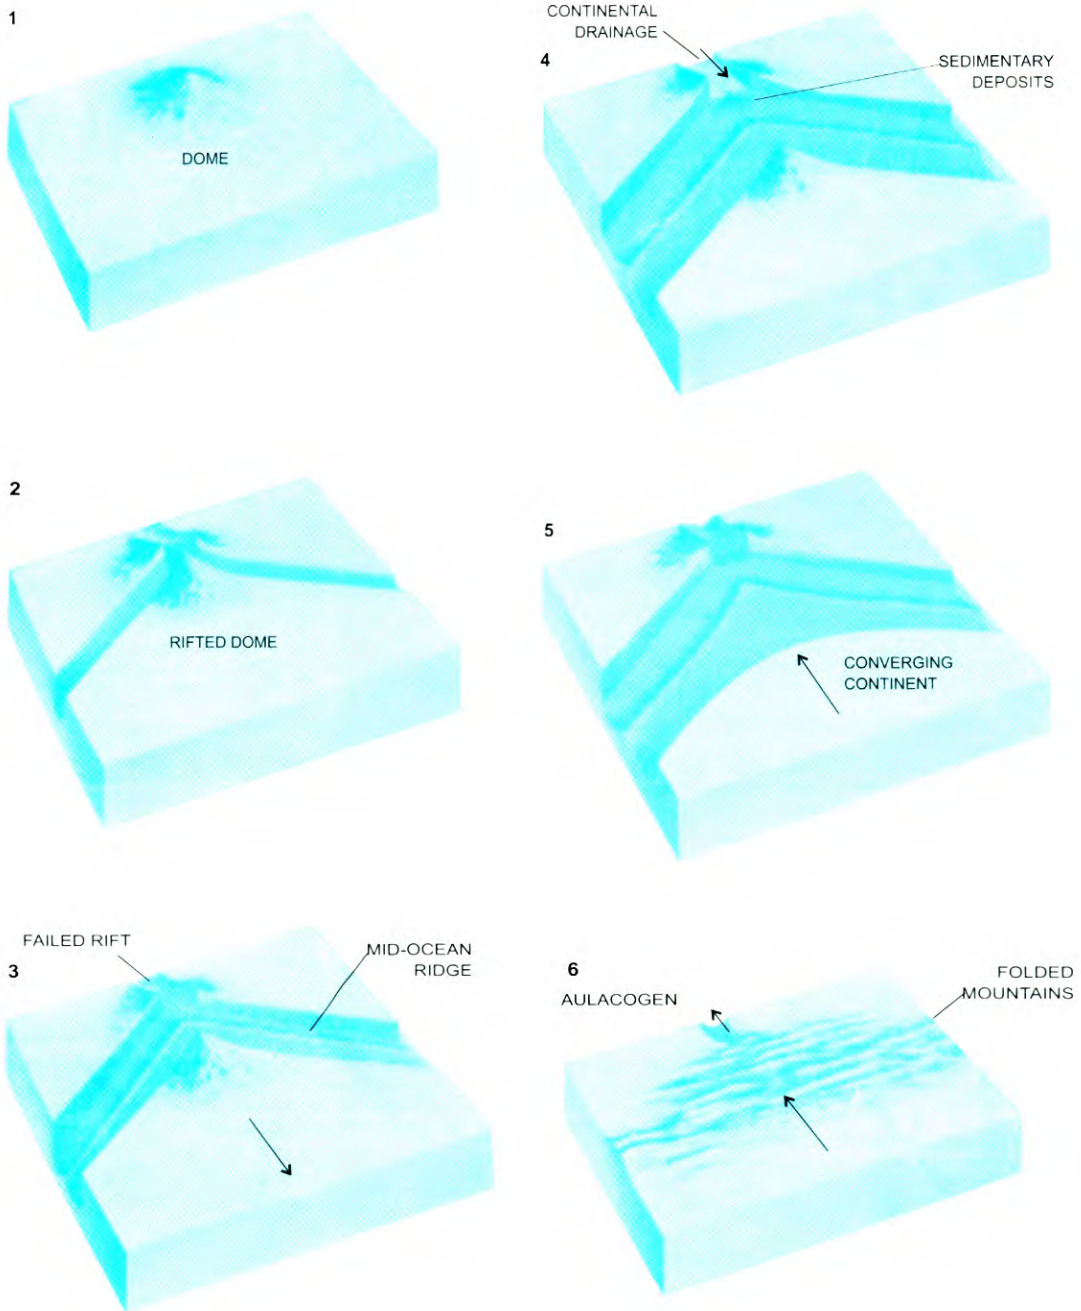 1
DOME
2
RIFTED DOME
3
FAILED RIFT
MID-OCEAN
RIDGE
4
CONTINENTAL
DRAINAGE
SEDIMENTARY
DEPOSITS
5
CONVERGING
CONTINENT
6
AULACOGEN
FOLDED
MOUNTAINS